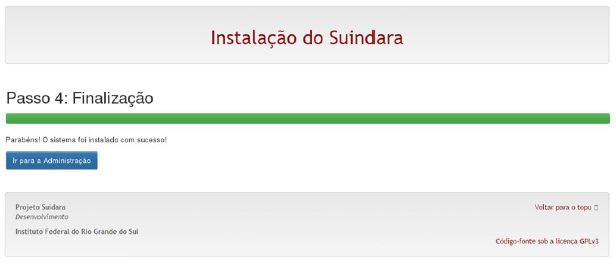 Instalação do Suindara
Passo 4: Finalização
Parabéns! O sistema foi instalado com sucesso!
Ir para a Administração
Projeto Suidara
Desenvolvimento
Instituto Federal do Rio Grande do Sul
Voltar para o topo
Código-fonte sob a licença GPLv3